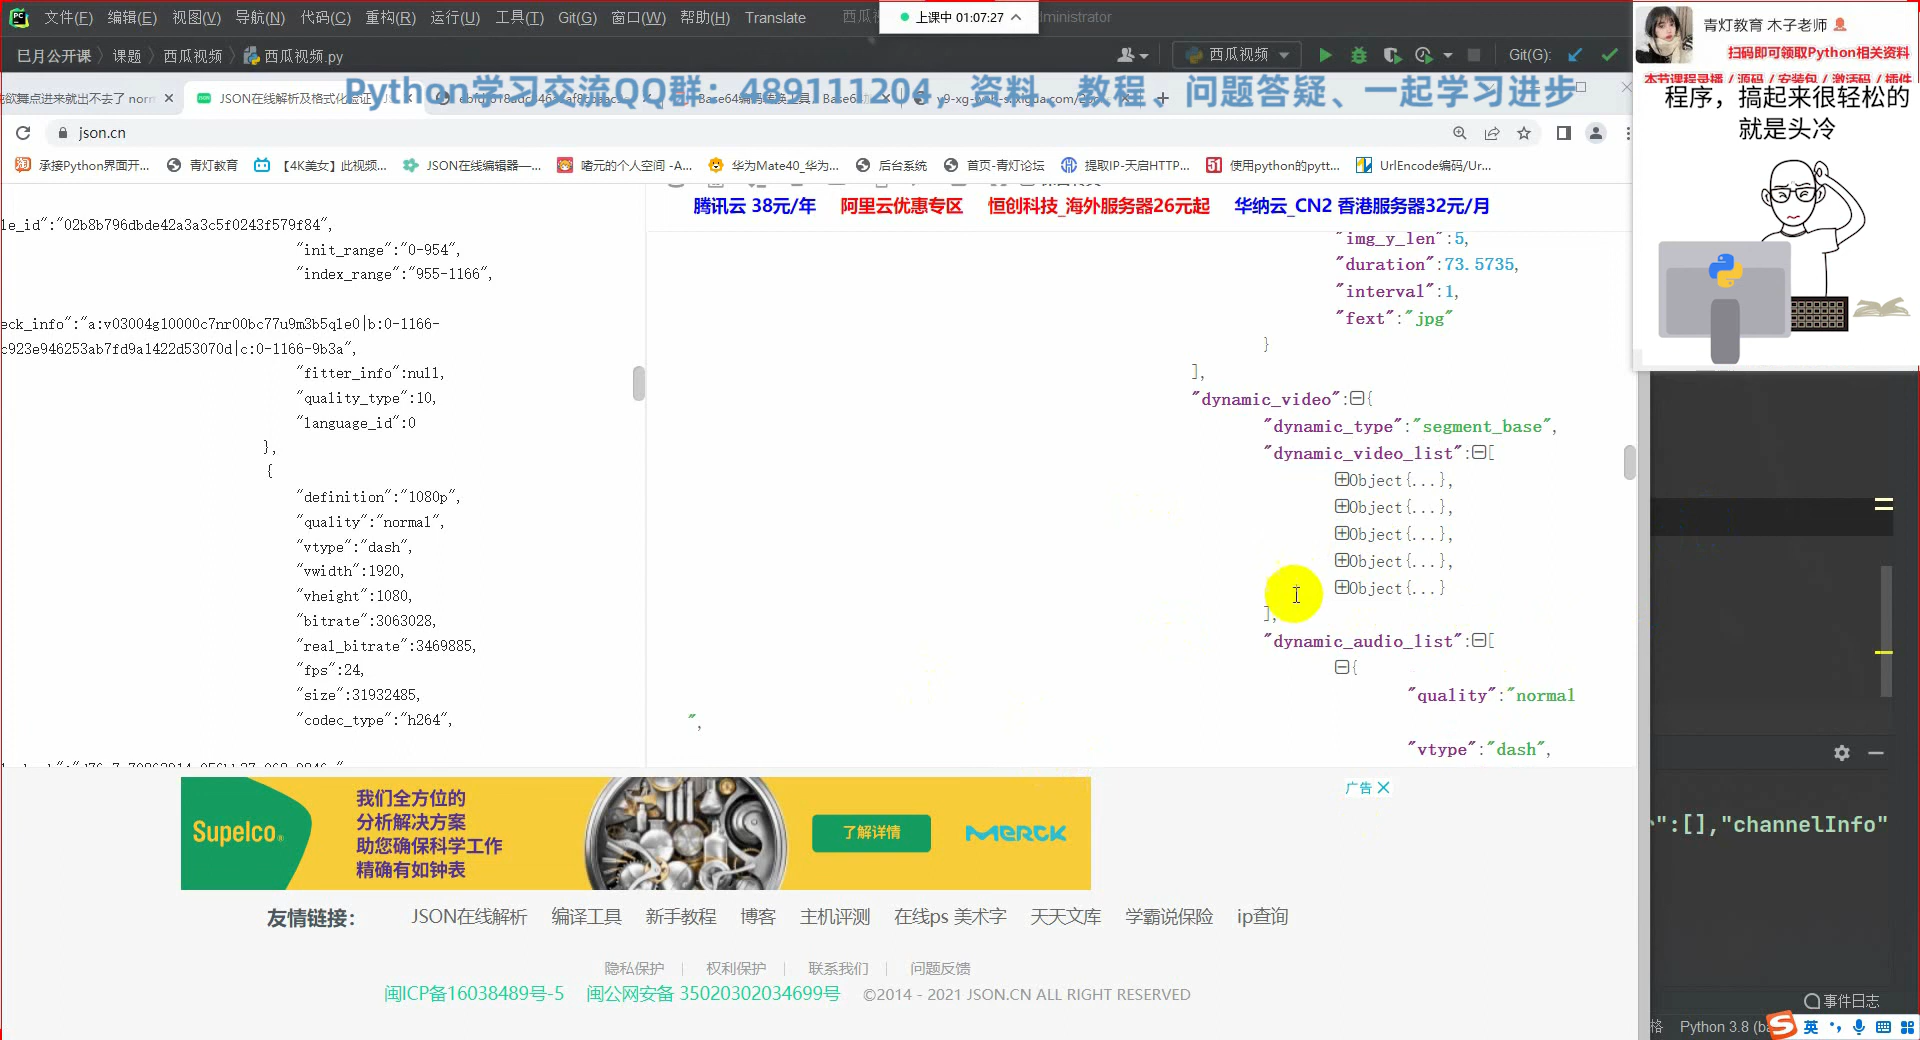 文件(F) 编辑(E) 视图(V) 导航(N) 代码(C) 重构(R) 运行(U) 工具(T) Git(G) 窗口(W) 帮助(H) Translate
上课中 01:07:27
dministrator
巳月公开课 课题 西瓜视频 西瓜视频.py
西瓜视频
Git(G):
Python学习交流QQ群：489111204，资料、教程、问题答疑、一起学习进步
JSON在线解析及格式化验证
json.cn
承接Python界面开...
青灯教育
【4K美女】此视频...
JSON在线编辑器—...
啫元的个人空间 -A...
华为Mate40_华为...
后台系统
首页-青灯论坛
提取IP-天启HTTP...
使用python的pytt...
UrlEncode编码/Ur...
腾讯云 38元/年 阿里云优惠专区 恒创科技_海外服务器26元起 华纳云_CN2 香港服务器32元/月
le_id":"02b8b796dbde42a3a3c5f0243f579f84",
"init_range":"0-954",
"index_range":"955-1166",
eck_info":"a:v03004g10000c7nr00bc77u9m3b5qle0|b:0-1166-
c923e946253ab7fd9a1422d53070d|c:0-1166-9b3a",
"fitter_info":null,
"quality_type":10,
"language_id":0
},
{
"definition":"1080p",
"quality":"normal",
"vtype":"dash",
"vwidth":1920,
"vheight":1080,
"bitrate":3063028,
"real_bitrate":3469885,
"fps":24,
"size":31932485,
"codec_type":"h264",
"img_y_len":5,
"duration":73.5735,
"interval":1,
"fext":"jpg"
}
],
"dynamic_video":{
"dynamic_type":"segment_base",
"dynamic_video_list":[
Object{...},
Object{...},
Object{...},
Object{...},
Object{...}
],
"dynamic_audio_list":[
{
"quality":"normal
",
"vtype":"dash",
青灯教育 木子老师
扫码即可领取Python相关资料
本节课程录播 / 源码 / 安装包 / 激活码 / 插件
程序，搞起来很轻松的
就是头冷
":[],"channelInfo"
Supelco
我们全方位的
分析解决方案
助您确保科学工作
精确有如钟表
了解详情
MERCK
广告
友情链接：
JSON在线解析 编译工具 新手教程 博客 主机评测 在线ps 美术字 天天文库 学霸说保险 ip查询
隐私保护 | 权利保护 | 联系我们 | 问题反馈
闽ICP备16038489号-5 闽公网安备 35020302034699号 ©2014 - 2021 JSON.CN ALL RIGHT RESERVED
事件日志
格 Python 3.8 (ba
英